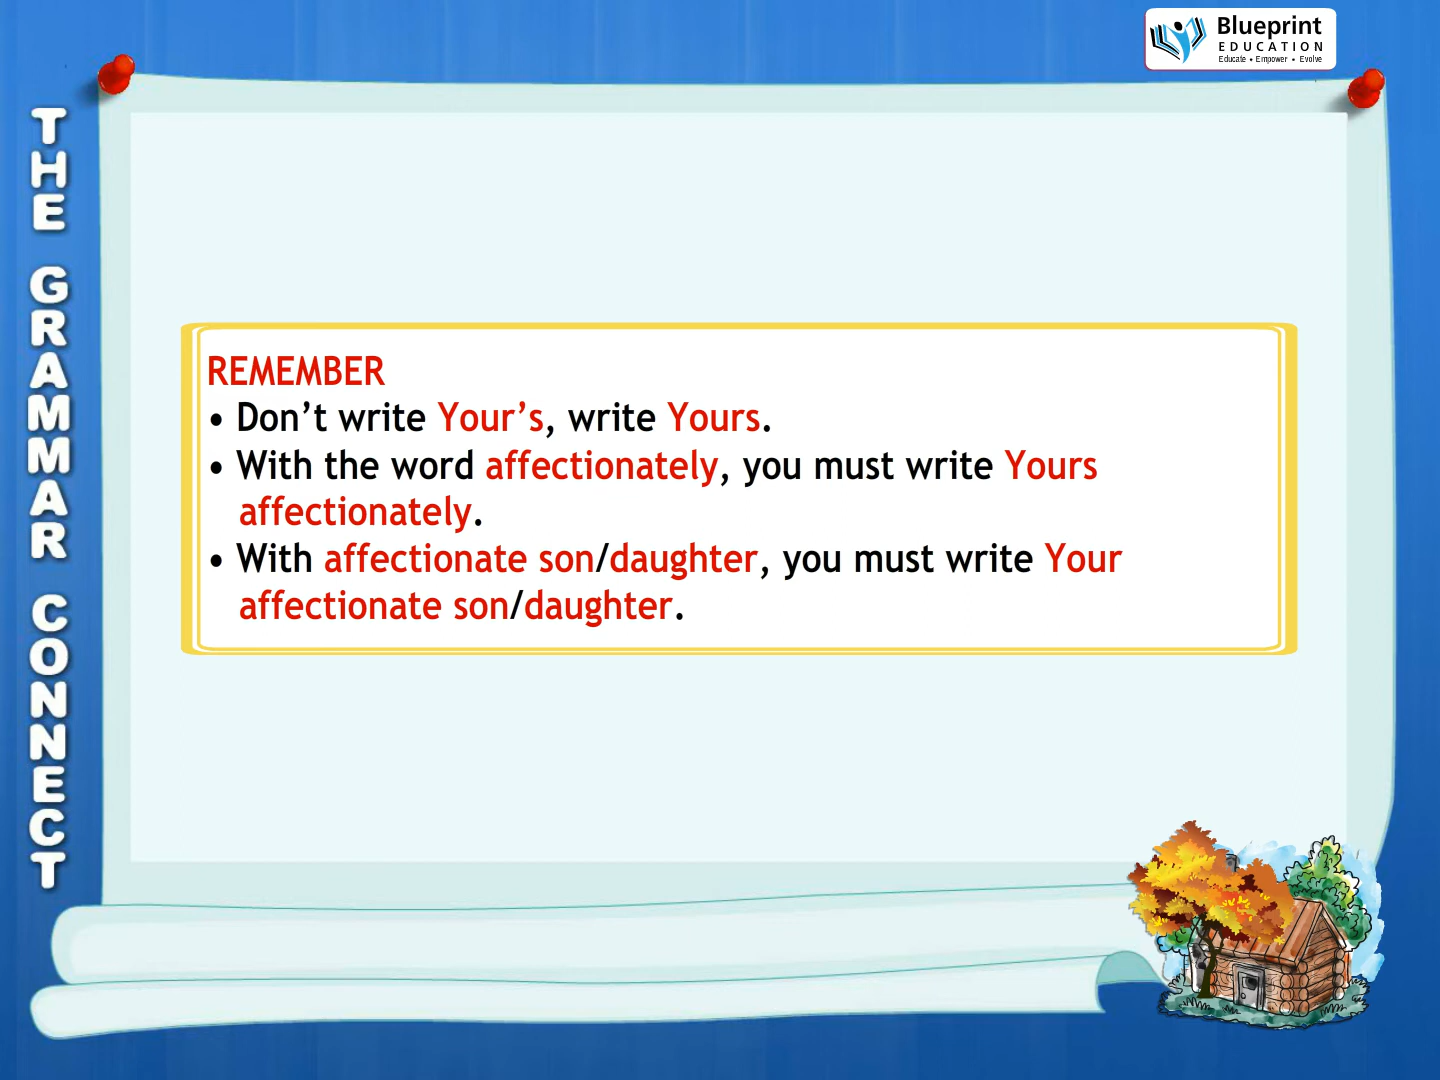 Blueprint
EDUCATION
Educate • Empower • Evolve
THE GRAMMAR CONNECT
REMEMBER
• Don’t write Your’s, write Yours.
• With the word affectionately, you must write Yours
affectionately.
• With affectionate son/daughter, you must write Your
affectionate son/daughter.